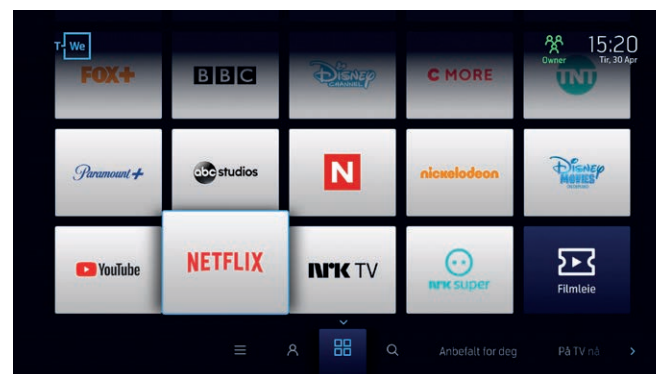 T- We
Owner
15:20
Tir, 30 Apr
FOX+
BBC
Disney
CHANNEL
C MORE
TNT
Paramount+
abc studios
N
nickelodeon
Disney
MOVIES
YouTube
NETFLIX
NRK TV
NRK super
Filmleie
Anbefalt for deg
På TV nå